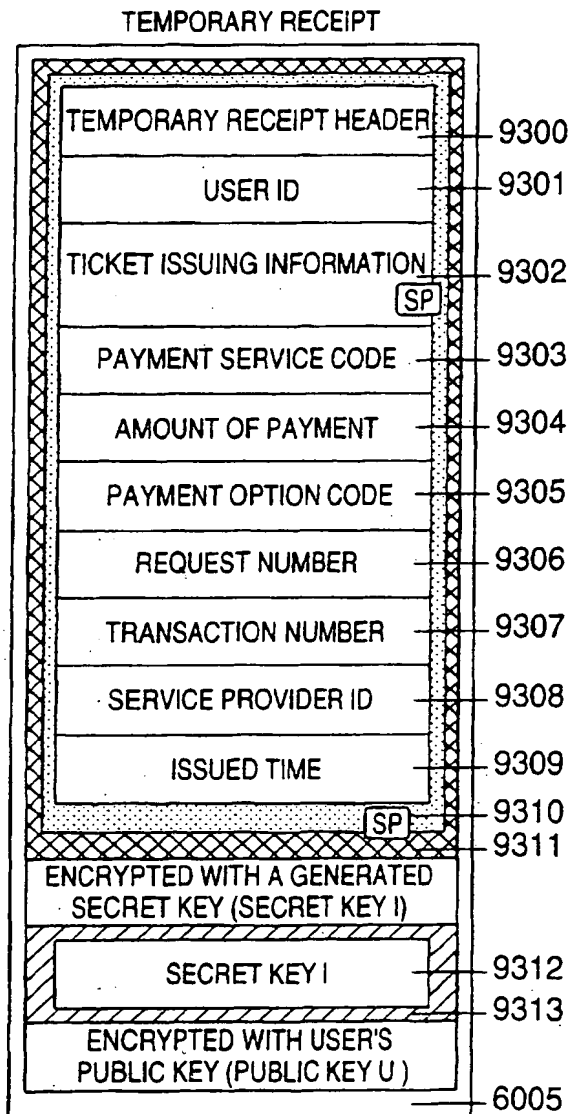 TEMPORARY RECEIPT
TEMPORARY RECEIPT HEADER
9300
USER ID
9301
TICKET ISSUING INFORMATION
9302
SP
PAYMENT SERVICE CODE
9303
AMOUNT OF PAYMENT
9304
PAYMENT OPTION CODE
9305
REQUEST NUMBER
9306
TRANSACTION NUMBER
9307
SERVICE PROVIDER ID
9308
ISSUED TIME
9309
SP
9310
9311
ENCRYPTED WITH A GENERATED
SECRET KEY (SECRET KEY I)
SECRET KEY I
9312
9313
ENCRYPTED WITH USER'S
PUBLIC KEY (PUBLIC KEY U )
6005